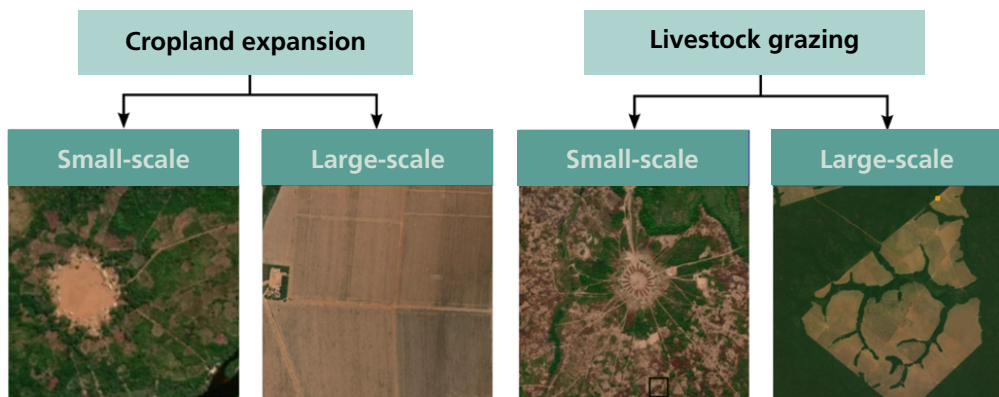 Cropland expansion
Livestock grazing
Small-scale
Large-scale
Small-scale
Large-scale